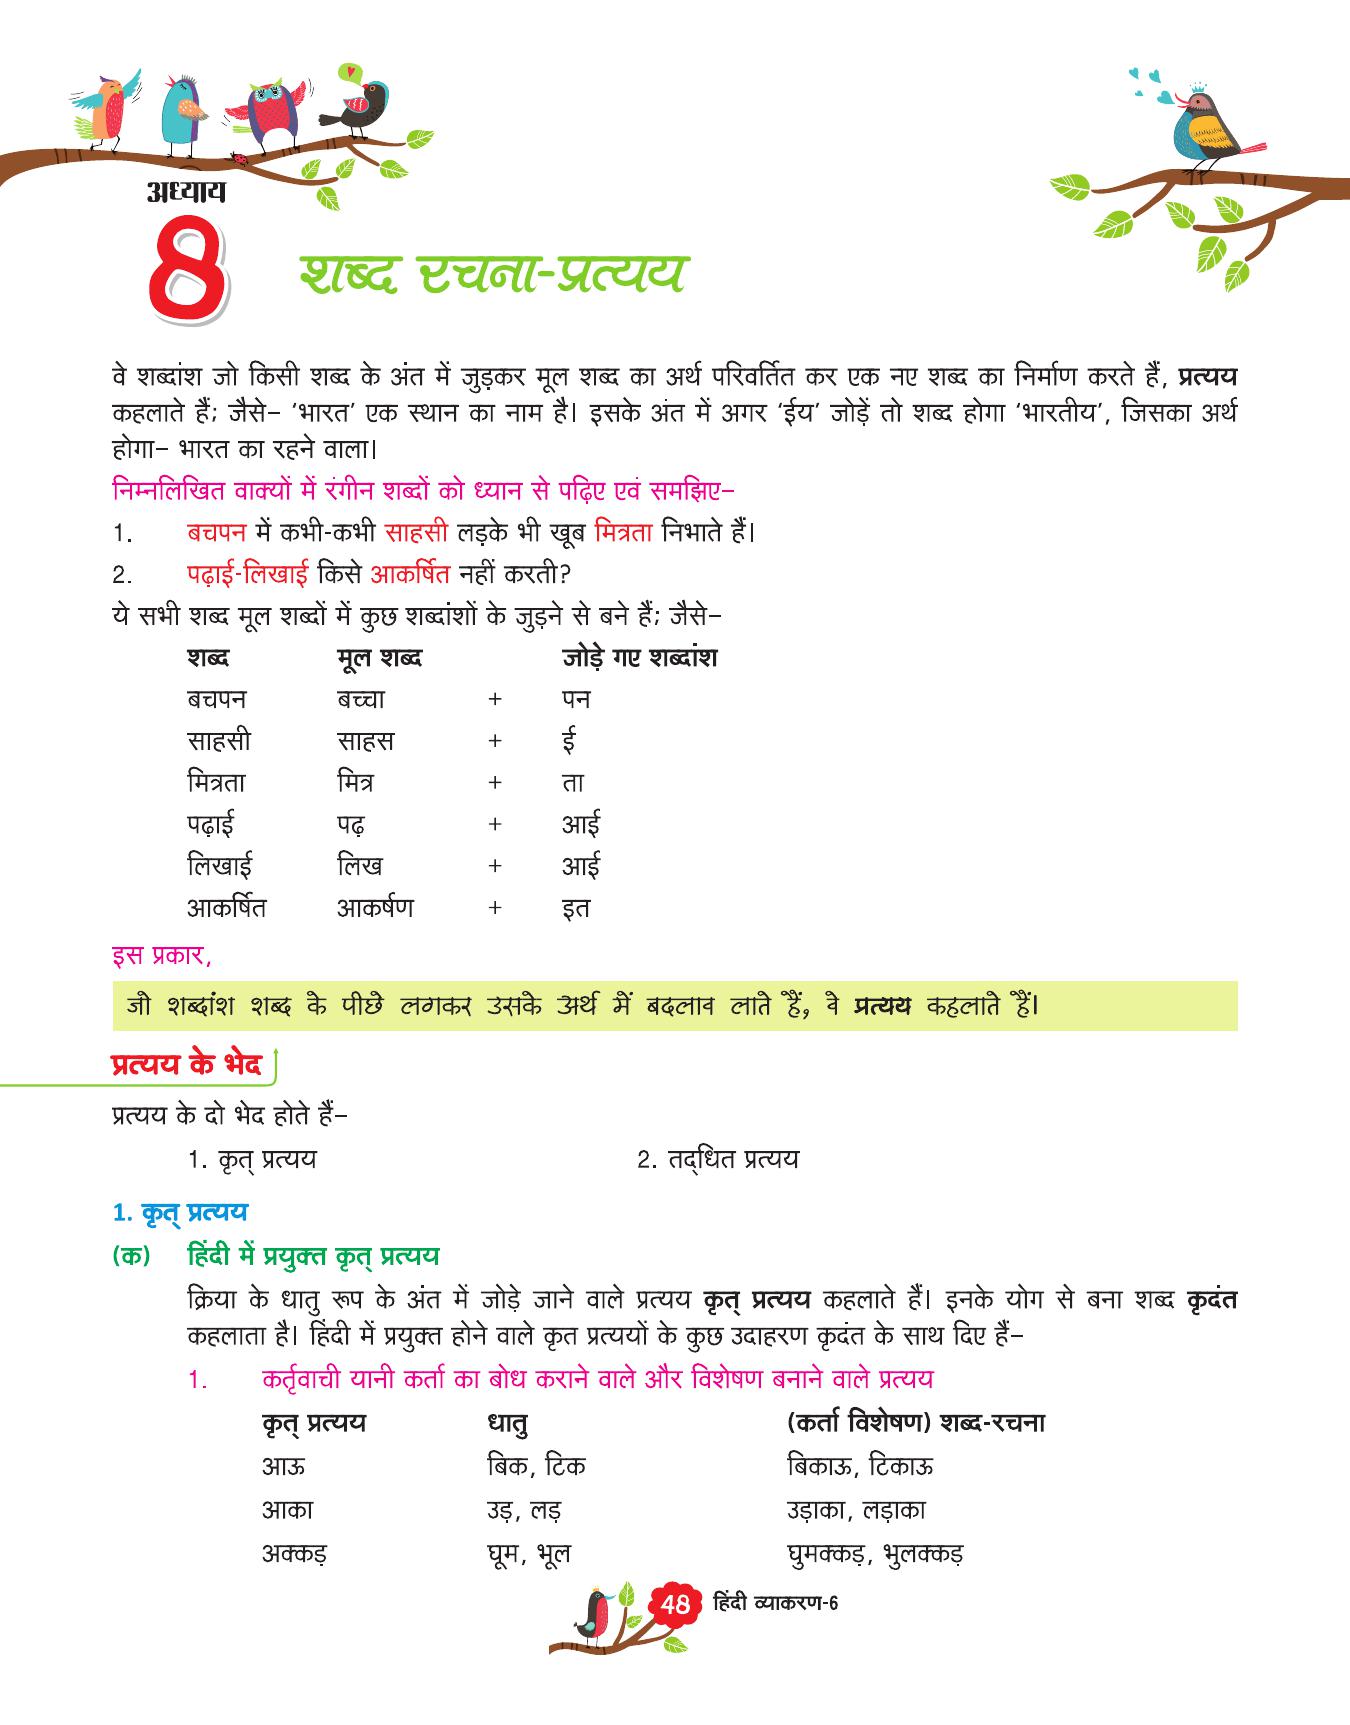 अध्याय
8
शब्द रचना-प्रत्यय
वे शब्दांश जो किसी शब्द के अंत में जुड़कर मूल शब्द का अर्थ परिवर्तित कर एक नए शब्द का निर्माण करते हैं, प्रत्यय
कहलाते हैं; जैसे– 'भारत' एक स्थान का नाम है। इसके अंत में अगर 'ईय' जोड़ें तो शब्द होगा 'भारतीय', जिसका अर्थ
होगा– भारत का रहने वाला।
निम्नलिखित वाक्यों में रंगीन शब्दों को ध्यान से पढ़िए एवं समझिए–
1. बचपन में कभी-कभी साहसी लड़के भी खूब मित्रता निभाते हैं।
2. पढ़ाई-लिखाई किसे आकर्षित नहीं करती?
ये सभी शब्द मूल शब्दों में कुछ शब्दांशों के जुड़ने से बने हैं; जैसे–
शब्द मूल शब्द जोड़े गए शब्दांश
बचपन बच्चा + पन
साहसी साहस + ई
मित्रता मित्र + ता
पढ़ाई पढ़ + आई
लिखाई लिख + आई
आकर्षित आकर्षण + इत
इस प्रकार,
जो शब्दांश शब्द के पीछे लगकर उसके अर्थ में बदलाव लाते हैं, वे प्रत्यय कहलाते हैं।
प्रत्यय के भेद
प्रत्यय के दो भेद होते हैं–
1. कृत् प्रत्यय 2. तद्‌धित प्रत्यय
1. कृत् प्रत्यय
(क) हिंदी में प्रयुक्त कृत् प्रत्यय
क्रिया के धातु रूप के अंत में जोड़े जाने वाले प्रत्यय कृत् प्रत्यय कहलाते हैं। इनके योग से बना शब्द कृदंत
कहलाता है। हिंदी में प्रयुक्त होने वाले कृत प्रत्ययों के कुछ उदाहरण कृदंत के साथ दिए हैं–
1. कर्तृवाची यानी कर्ता का बोध कराने वाले और विशेषण बनाने वाले प्रत्यय
कृत् प्रत्यय धातु (कर्ता विशेषण) शब्द-रचना
आऊ बिक, टिक बिकाऊ, टिकाऊ
आका उड़, लड़ उड़ाका, लड़ाका
अक्कड़ घूम, भूल घुमक्कड़, भुलक्कड़
48 हिंदी व्याकरण-6